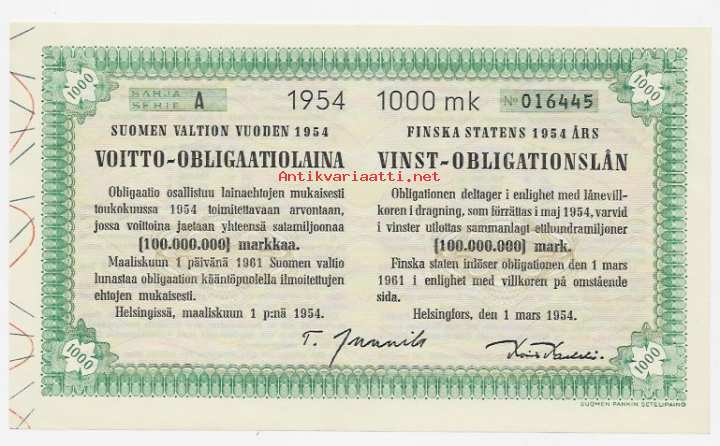 1000
1000
SARJA
SERIE A
1954
1000 mk
No 016445
SUOMEN VALTION VUODEN 1954
VOITTO-OBLIGAATIOLAINA
Obligaatio osallistuu lainaehtojen mukaisesti
toukokuussa 1954 toimitettavaan arvontaan,
jossa voittoina jaetaan yhteensä satamiljoonaa
(100.000.000) markkaa.
Maaliskuun 1 päivänä 1961 Suomen valtio
lunastaa obligaation kääntöpuolella ilmoitettujen
ehtojen mukaisesti.
Helsingissä, maaliskuun 1 p:nä 1954.
FINSKA STATENS 1954 ÅRS
VINST-OBLIGATIONSLÅN
Obligationen deltager i enlighet med lånevill-
koren i dragning, som förrättas i maj 1954, varvid
i vinster utlottas sammanlagt etthundramiljoner
(100.000.000) mark.
Finska staten inlöser obligationen den 1 mars
1961 i enlighet med villkoren på omstående
sida.
Helsingfors, den 1 mars 1954.
Antikvariaatti.net
1000
1000
SUOMEN PANKIN SETELIPAINO